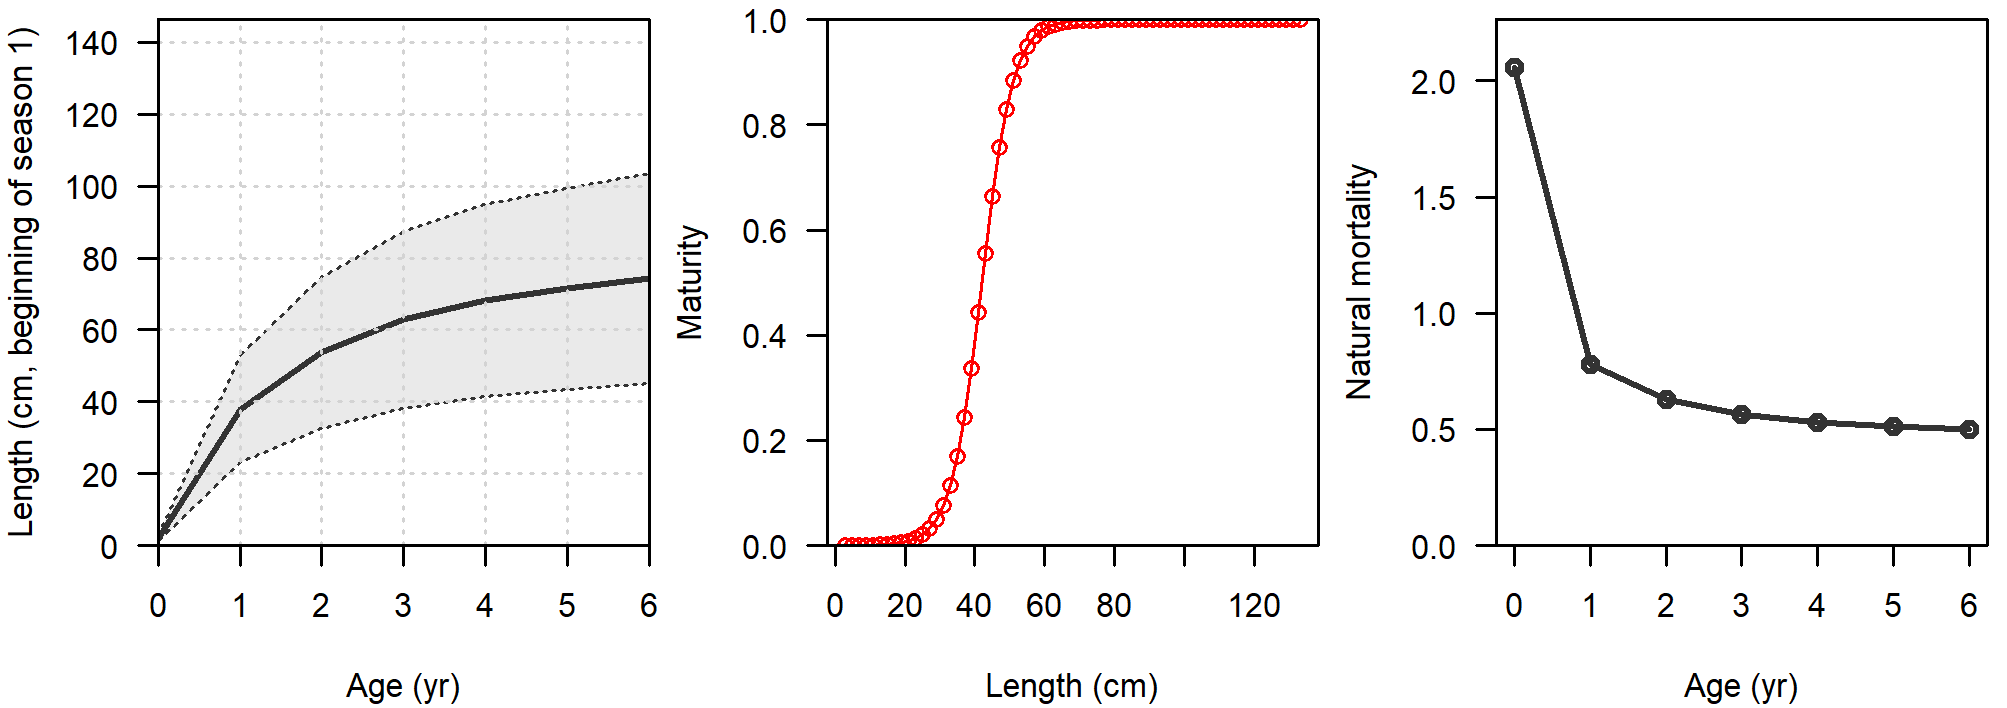 Length (cm, beginning of season 1)
140
120
100
80
60
40
20
0
0 1 2 3 4 5 6
Age (yr)
Maturity
1.0
0.8
0.6
0.4
0.2
0.0
0 20 40 60 80 120
Length (cm)
Natural mortality
2.0
1.5
1.0
0.5
0.0
0 1 2 3 4 5 6
Age (yr)